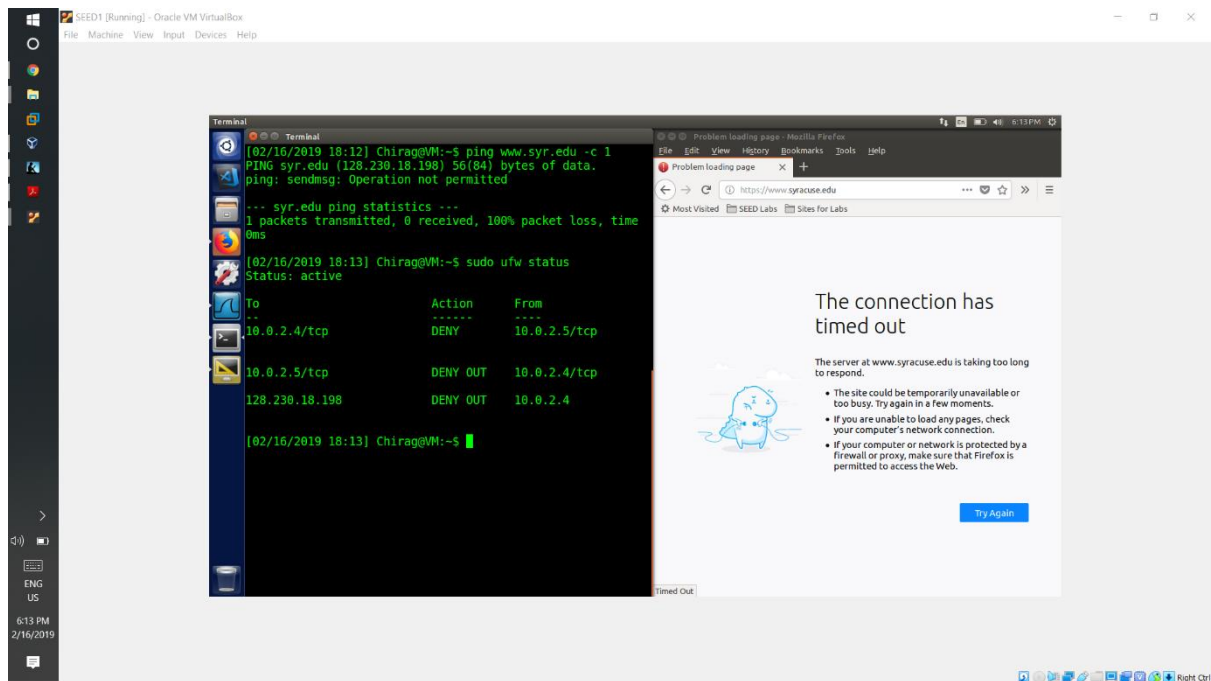 SEED1 [Running] - Oracle VM VirtualBox
File Machine View Input Devices Help
Terminal
6:13PM
Terminal
[02/16/2019 18:12] Chirag@VM:~$ ping www.syr.edu -c 1
PING syr.edu (128.230.18.198) 56(84) bytes of data.
ping: sendmsg: Operation not permitted
--- syr.edu ping statistics ---
1 packets transmitted, 0 received, 100% packet loss, time
0ms
[02/16/2019 18:13] Chirag@VM:~$ sudo ufw status
Status: active
To Action From
-- ------ ----
10.0.2.4/tcp DENY 10.0.2.5/tcp
10.0.2.5/tcp DENY OUT 10.0.2.4/tcp
128.230.18.198 DENY OUT 10.0.2.4
[02/16/2019 18:13] Chirag@VM:~$
Problem loading page - Mozilla Firefox
File Edit View History Bookmarks Tools Help
Problem loading page
https://www.syracuse.edu
Most Visited SEED Labs Sites for Labs
The connection has
timed out
The server at www.syracuse.edu is taking too long
to respond.
• The site could be temporarily unavailable or
too busy. Try again in a few moments.
• If you are unable to load any pages, check
your computer's network connection.
• If your computer or network is protected by a
firewall or proxy, make sure that Firefox is
permitted to access the Web.
Try Again
Timed Out
ENG
US
6:13 PM
2/16/2019
Right Ctrl